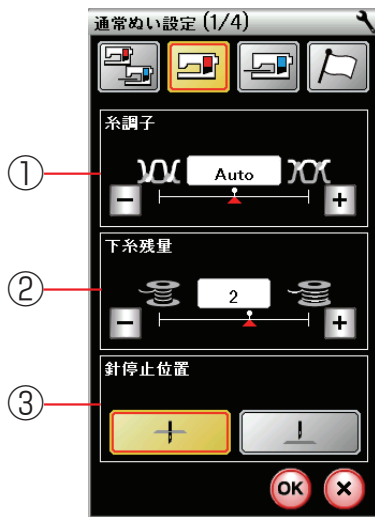 通常ぬい設定 (1/4)
糸調子
①
Auto
− +
下糸残量
②
2
− +
針停止位置
③
OK ×